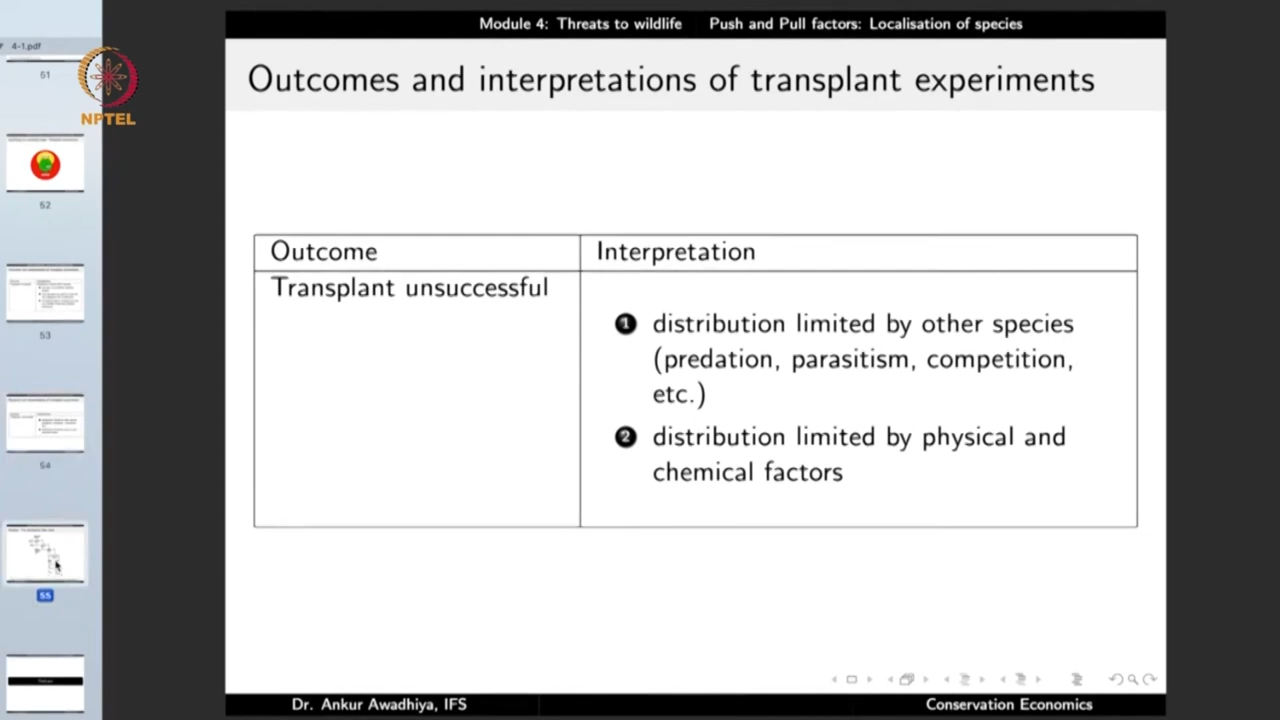 Module 4: Threats to wildlife Push and Pull factors: Localisation of species
4-1.pdf
51
NPTEL
52
53
54
55
Outcomes and interpretations of transplant experiments
Outcome Interpretation
Transplant unsuccessful
1 distribution limited by other species
(predation, parasitism, competition,
etc.)
2 distribution limited by physical and
chemical factors
Dr. Ankur Awadhiya, IFS Conservation Economics